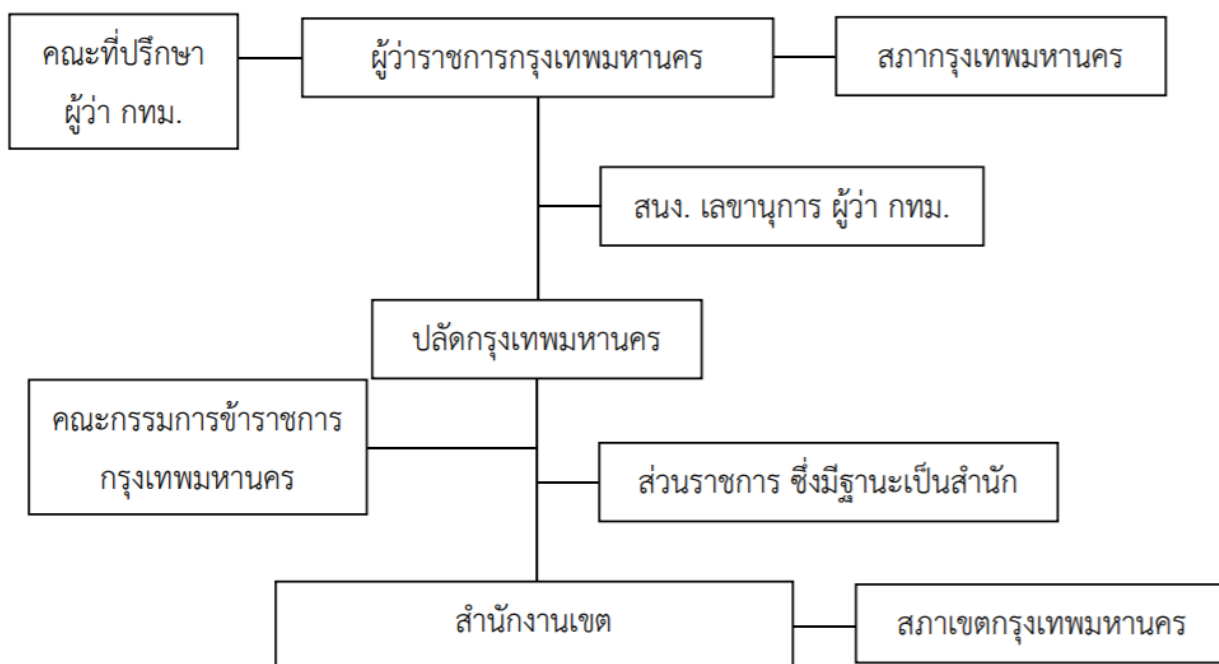 คณะที่ปรึกษา
ผู้ว่า กทม.
ผู้ว่าราชการกรุงเทพมหานคร
สภากรุงเทพมหานคร
สนง. เลขานุการ ผู้ว่า กทม.
ปลัดกรุงเทพมหานคร
คณะกรรมการข้าราชการ
กรุงเทพมหานคร
ส่วนราชการ ซึ่งมีฐานะเป็นสำนัก
สำนักงานเขต
สภาเขตกรุงเทพมหานคร